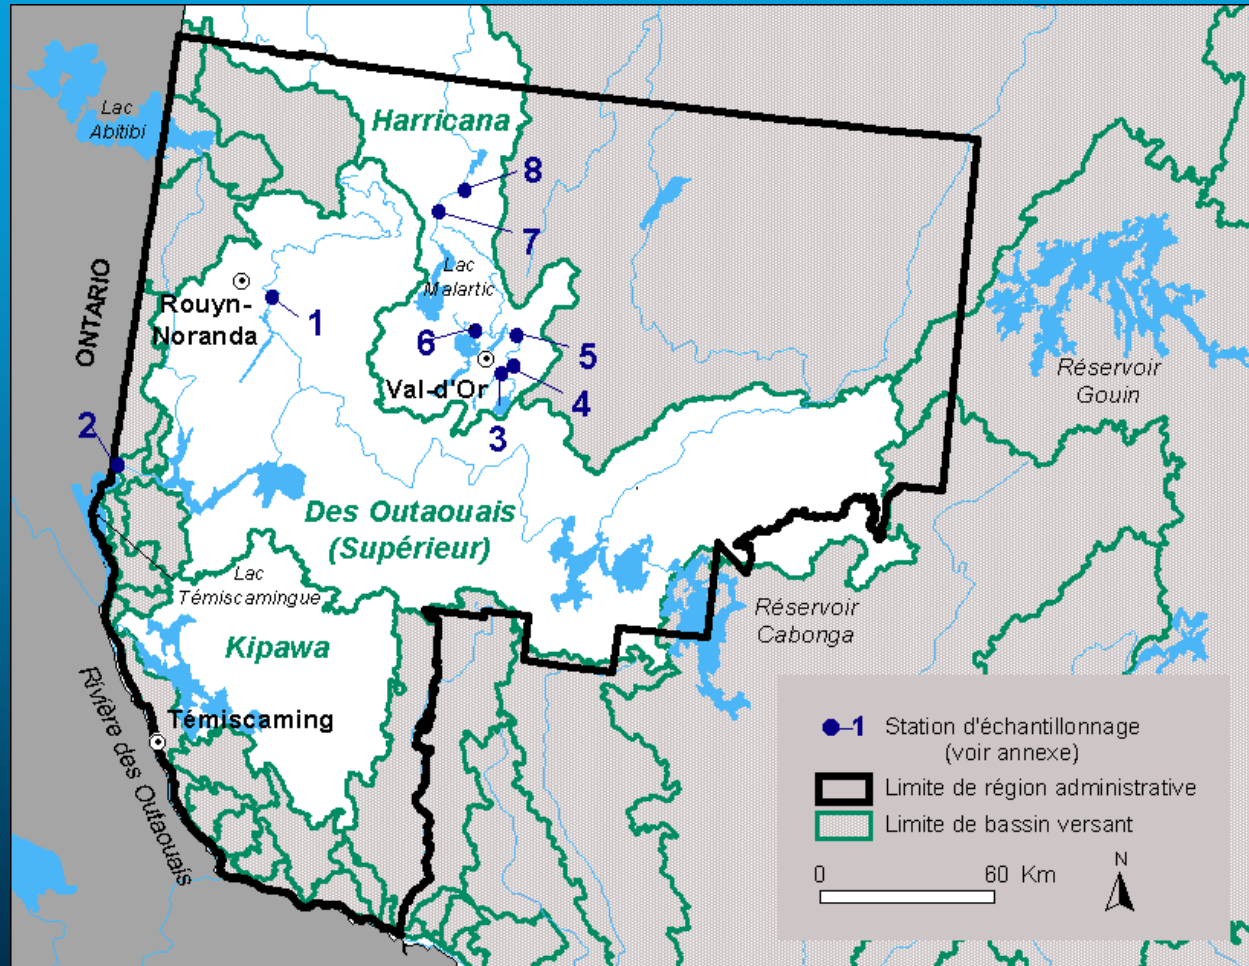 Lac
Abitibi
Harricana
8
7
Lac
Malartic
ONTARIO
Rouyn-
Noranda
1
6
5
Val-d'Or
4
3
Réservoir
Gouin
2
Des Outaouais
(Supérieur)
Lac
Témiscamingue
Réservoir
Cabonga
Kipawa
Témiscaming
Rivière des Outaouais
1 Station d'échantillonnage
(voir annexe)
Limite de région administrative
Limite de bassin versant
0 60 Km
N